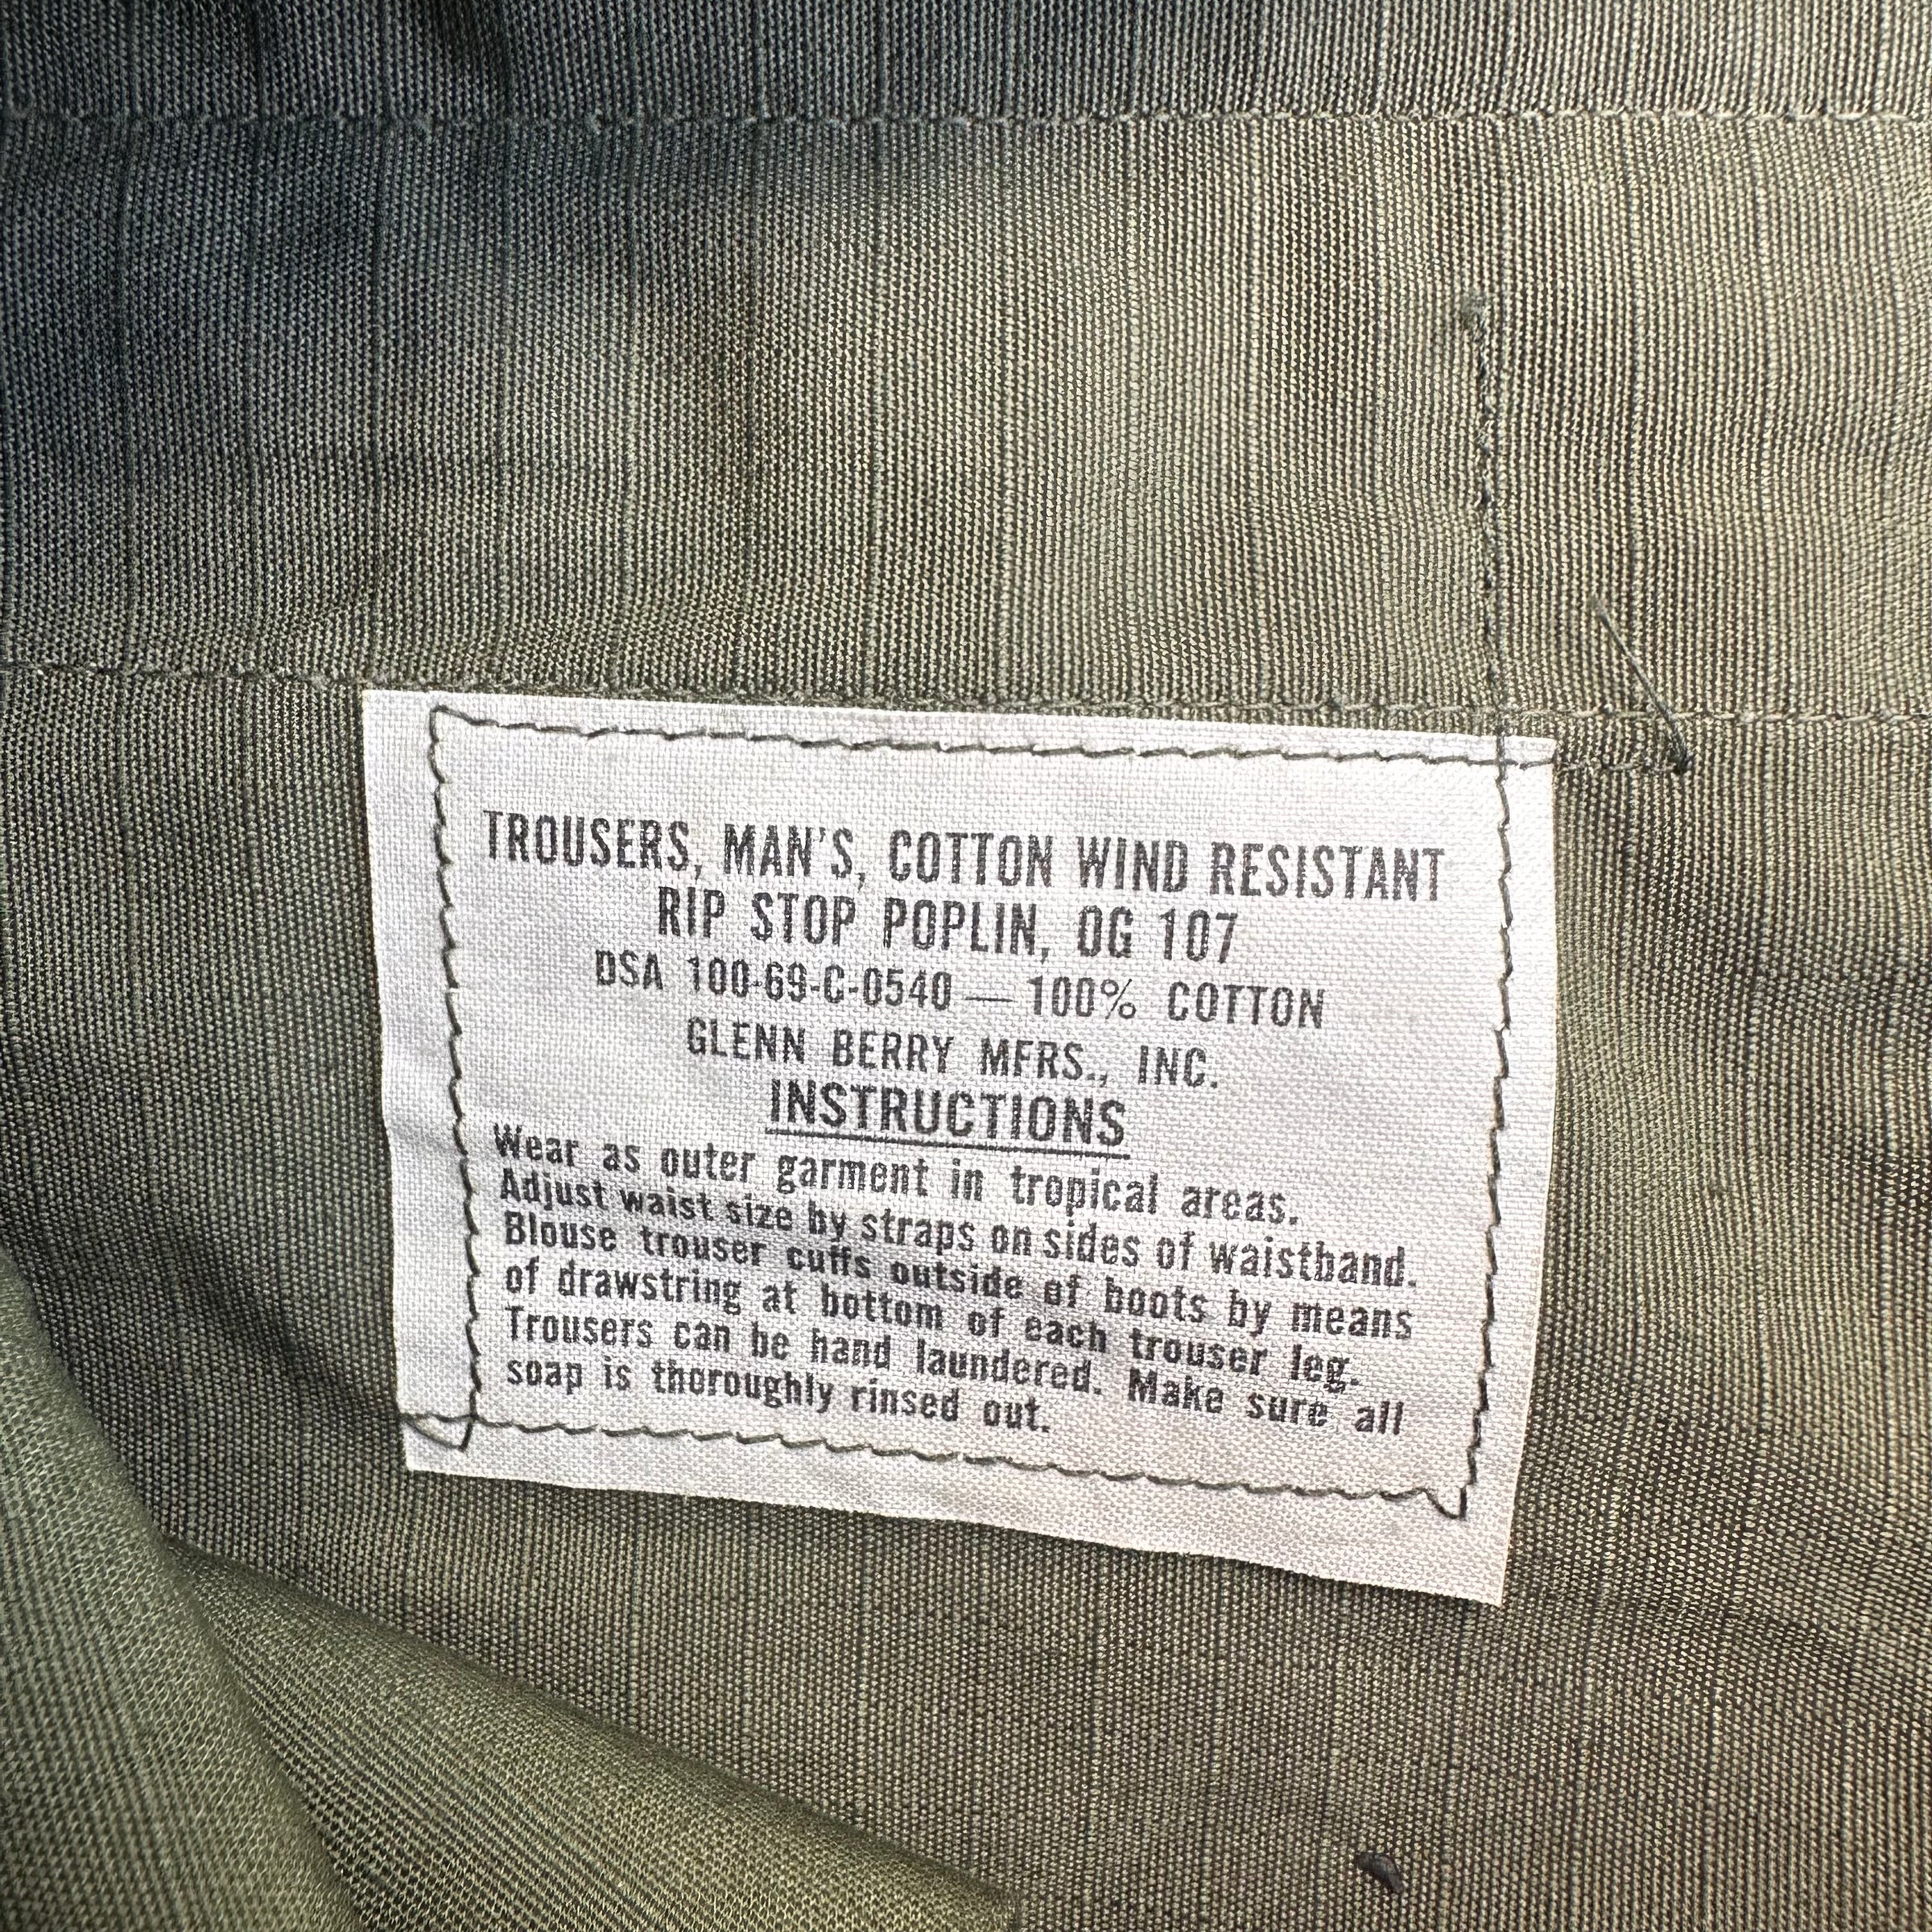 TROUSERS, MAN'S, COTTON WIND RESISTANT
RIP STOP POPLIN, OG 107
DSA 100-69-C-0540 — 100% COTTON
GLENN BERRY MFRS., INC.
INSTRUCTIONS
Wear as outer garment in tropical areas.
Adjust waist size by straps on sides of waistband.
Blouse trouser cuffs outside of boots by means
of drawstring at bottom of each trouser leg.
Trousers can be hand laundered. Make sure all
soap is thoroughly rinsed out.